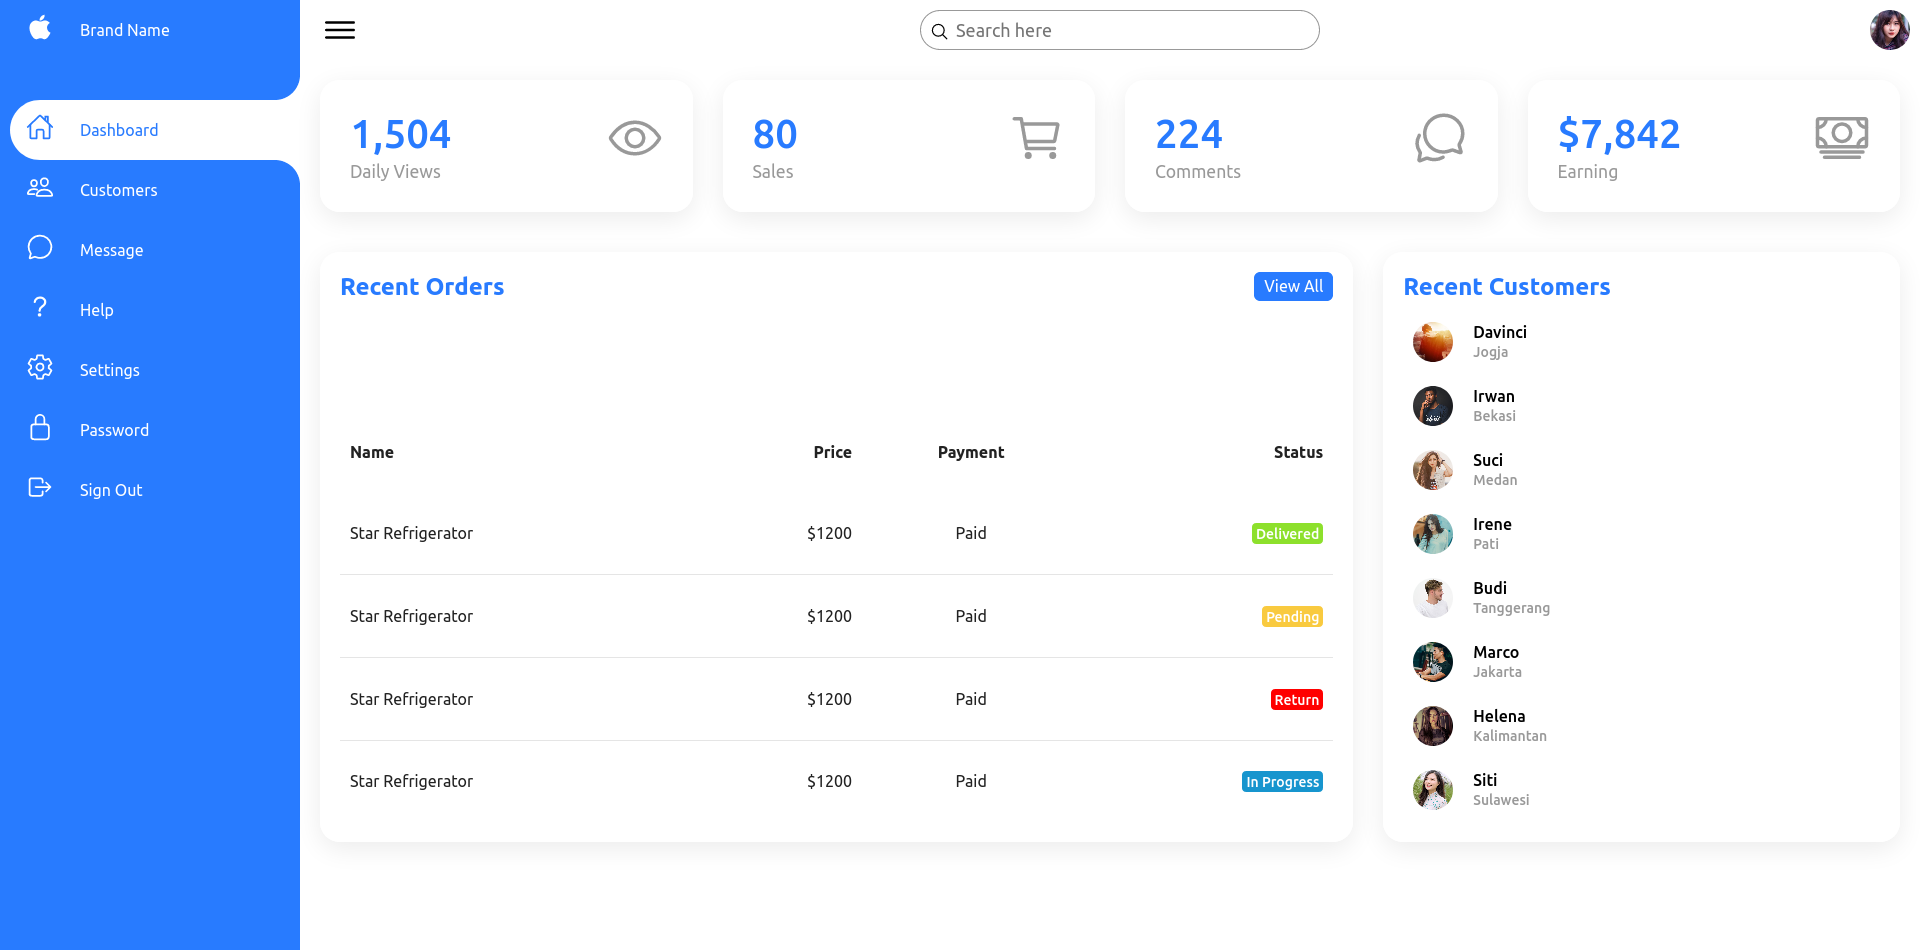 Brand Name
Search here
Dashboard
Customers
Message
Help
Settings
Password
Sign Out
1,504
Daily Views
80
Sales
224
Comments
$7,842
Earning
Recent Orders
View All
Name Price Payment Status
Star Refrigerator $1200 Paid Delivered
Star Refrigerator $1200 Paid Pending
Star Refrigerator $1200 Paid Return
Star Refrigerator $1200 Paid In Progress
Recent Customers
Davinci
Jogja
Irwan
Bekasi
Suci
Medan
Irene
Pati
Budi
Tanggerang
Marco
Jakarta
Helena
Kalimantan
Siti
Sulawesi